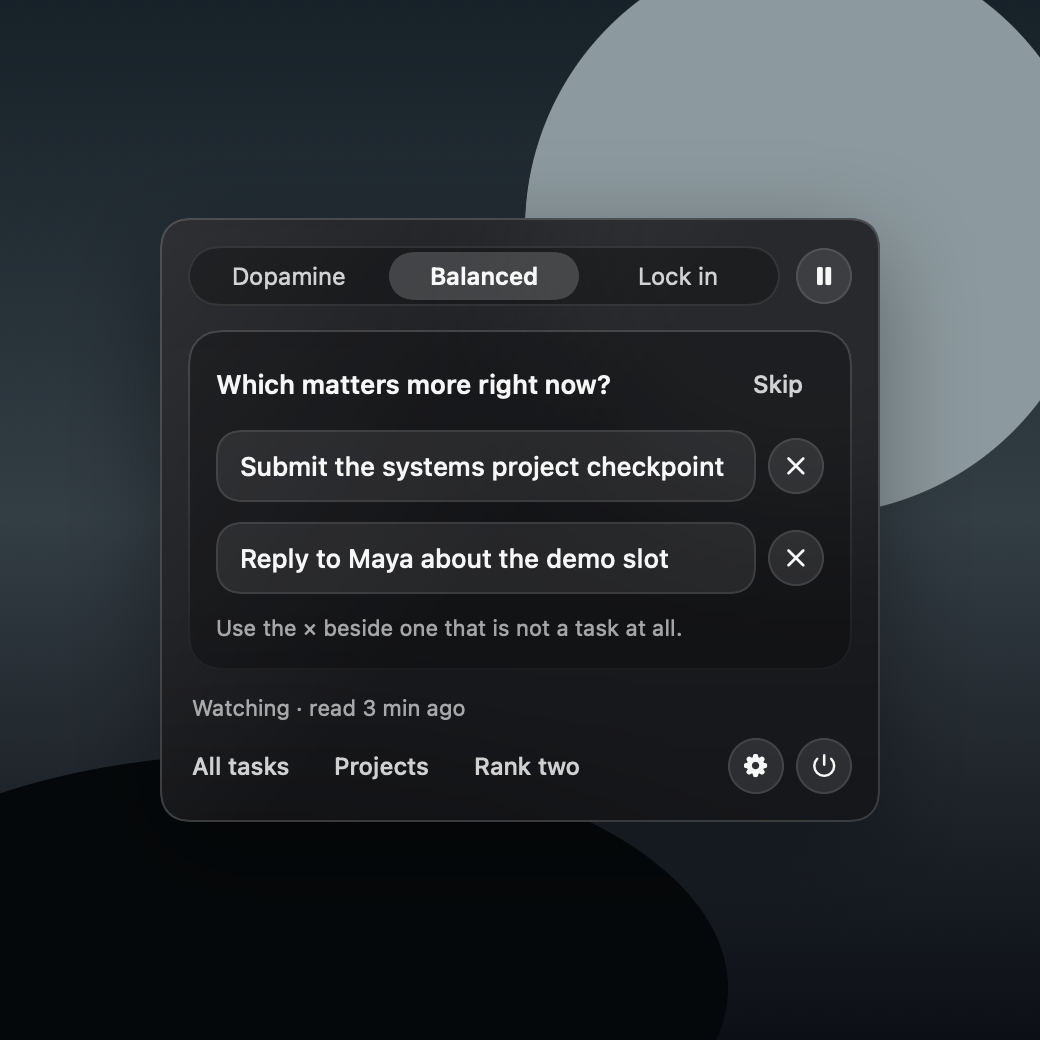 Dopamine Balanced Lock in
Which matters more right now? Skip
Submit the systems project checkpoint
Reply to Maya about the demo slot
Use the × beside one that is not a task at all.
Watching · read 3 min ago
All tasks Projects Rank two